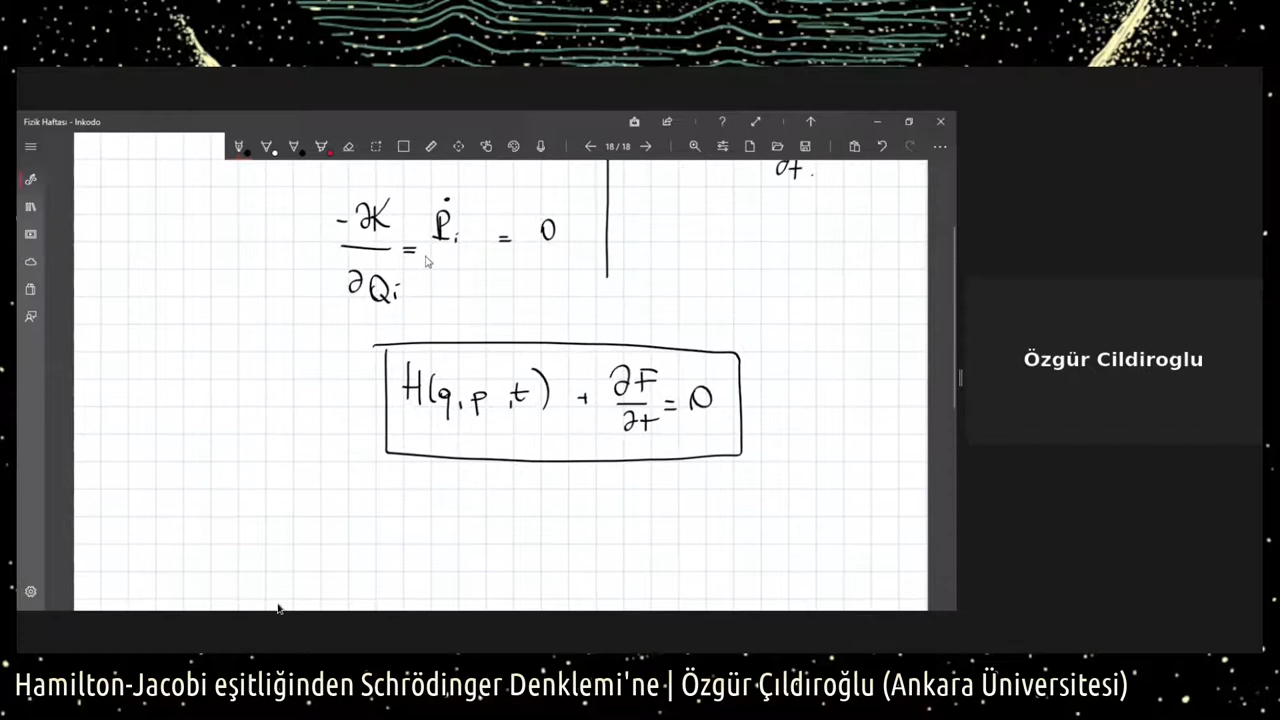 Fizik Haftası - Inkodo
18 / 18
∂t.
-∂K/∂Qi = Ṗi = 0
H(q,p,t) + ∂F/∂t = 0
Özgür Cildiroglu
Hamilton-Jacobi eşitliğinden Schrödinger Denklemi'ne | Özgür Çıldıroğlu (Ankara Üniversitesi)